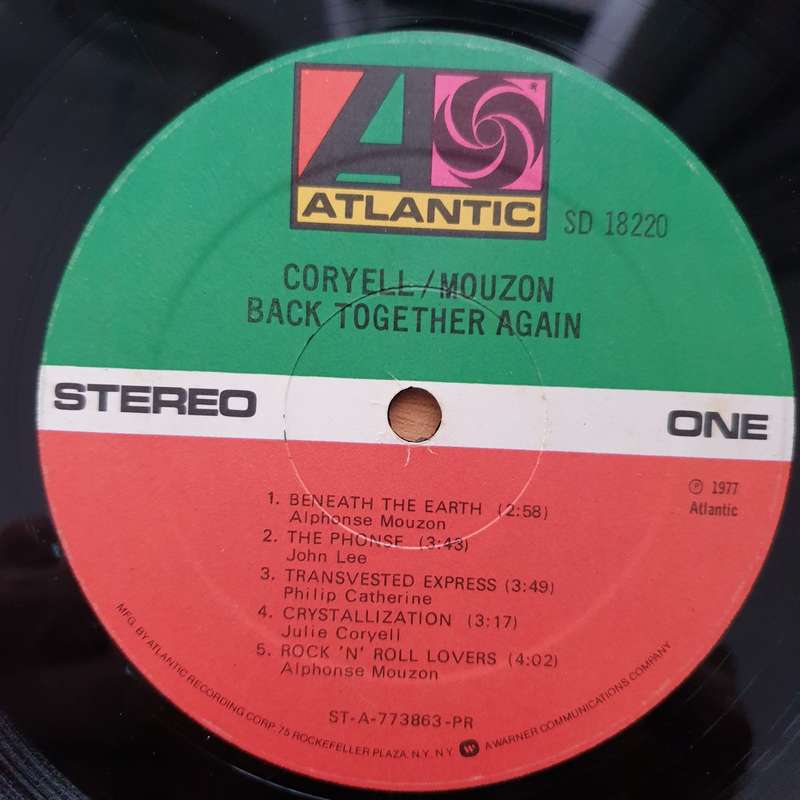 ATLANTIC
®
SD 18220
CORYELL/MOUZON
BACK TOGETHER AGAIN
STEREO
ONE
℗ 1977
Atlantic
1. BENEATH THE EARTH (2:58)
Alphonse Mouzon
2. THE PHONSE (3:43)
John Lee
3. TRANSVESTED EXPRESS (3:49)
Philip Catherine
4. CRYSTALLIZATION (3:17)
Julie Coryell
5. ROCK 'N' ROLL LOVERS (4:02)
Alphonse Mouzon
ST-A-773863-PR
MFG. BY ATLANTIC RECORDING CORP. 75 ROCKEFELLER PLAZA, N.Y. N.Y. W A WARNER COMMUNICATIONS COMPANY